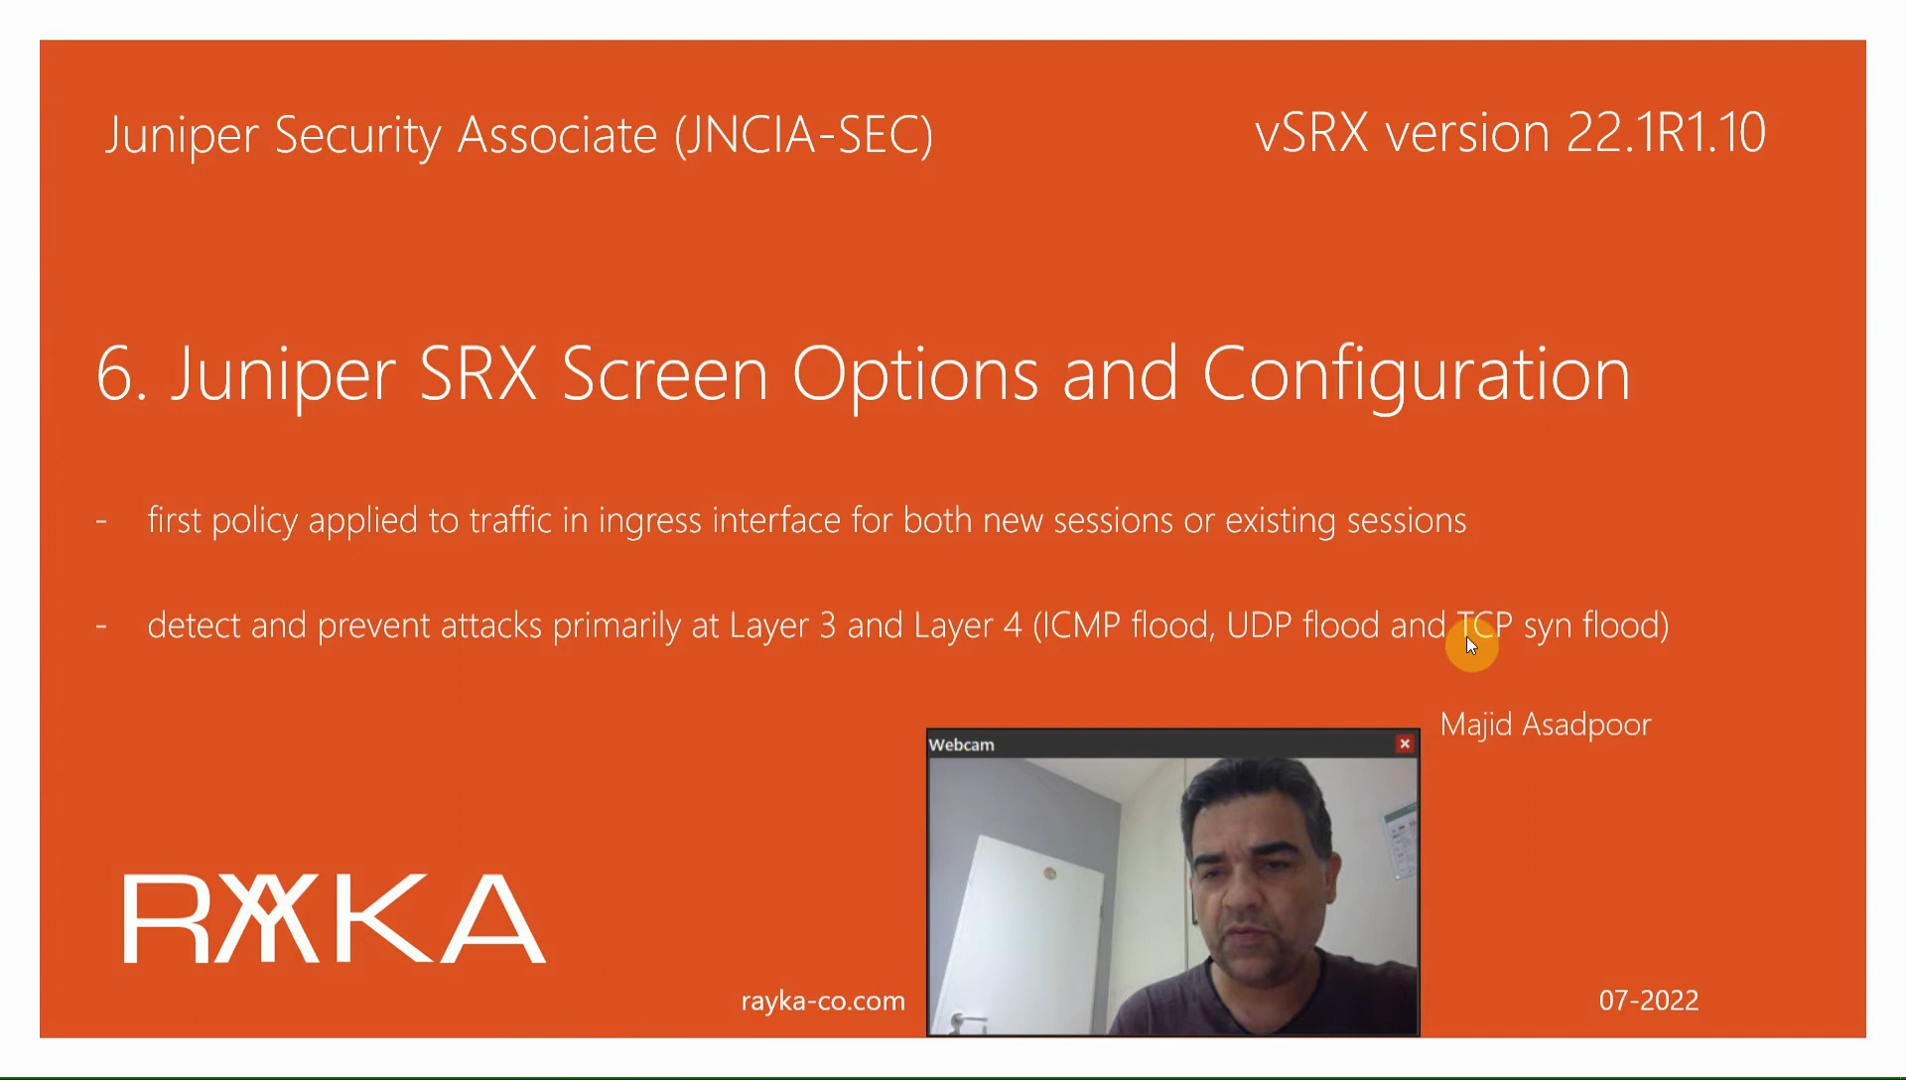 Juniper Security Associate (JNCIA-SEC)
vSRX version 22.1R1.10
6. Juniper SRX Screen Options and Configuration
- first policy applied to traffic in ingress interface for both new sessions or existing sessions
- detect and prevent attacks primarily at Layer 3 and Layer 4 (ICMP flood, UDP flood and TCP syn flood)
Majid Asadpoor
Webcam
RAYKA
rayka-co.com
07-2022